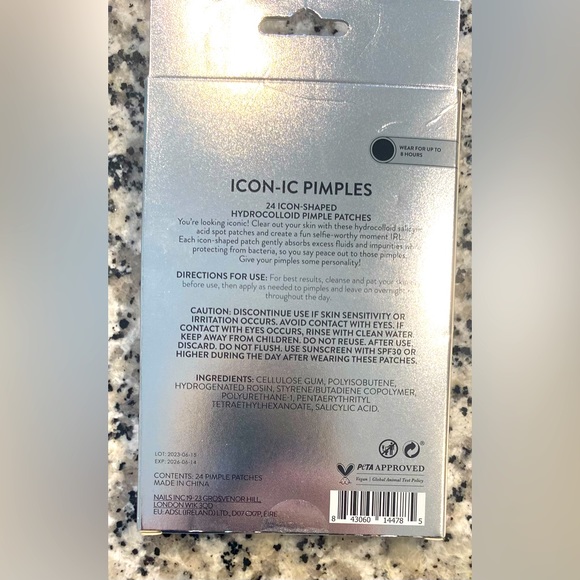 WEAR FOR UP TO
8 HOURS
ICON-IC PIMPLES
24 ICON-SHAPED
HYDROCOLLOID PIMPLE PATCHES
You're looking iconic! Clear out your skin with these hydrocolloid salicylic
acid spot patches and create a fun selfie-worthy moment IRL.
Each icon-shaped patch gently absorbs excess fluids and impurities while
protecting from bacteria, so you say peace out to those pimples.
Give your pimples some personality!
DIRECTIONS FOR USE: For best results, cleanse and pat your skin
before use, then apply as needed to pimples and leave on overnight or
throughout the day.
CAUTION: DISCONTINUE USE IF SKIN SENSITIVITY OR
IRRITATION OCCURS. AVOID CONTACT WITH EYES. IF
CONTACT WITH EYES OCCURS, RINSE WITH CLEAN WATER.
KEEP AWAY FROM CHILDREN. DO NOT REUSE. AFTER USE,
DISCARD. DO NOT FLUSH. USE SUNSCREEN WITH SPF30 OR
HIGHER DURING THE DAY AFTER WEARING THESE PATCHES.
INGREDIENTS: CELLULOSE GUM, POLYISOBUTENE,
HYDROGENATED ROSIN, STYRENE/BUTADIENE COPOLYMER,
POLYURETHANE-1, PENTAERYTHRITYL
TETRAETHYLHEXANOATE, SALICYLIC ACID.
LOT: 2023-06-15
EXP: 2026-06-14
CONTENTS: 24 PIMPLE PATCHES
MADE IN CHINA
PETA APPROVED
Vegan | Global Animal Test Policy
NAILS INC 19-23 GROSVENOR HILL,
LONDON W1K 3QD
EU: ADSL (IRELAND) LTD., EIRE
8 43060 14478 5